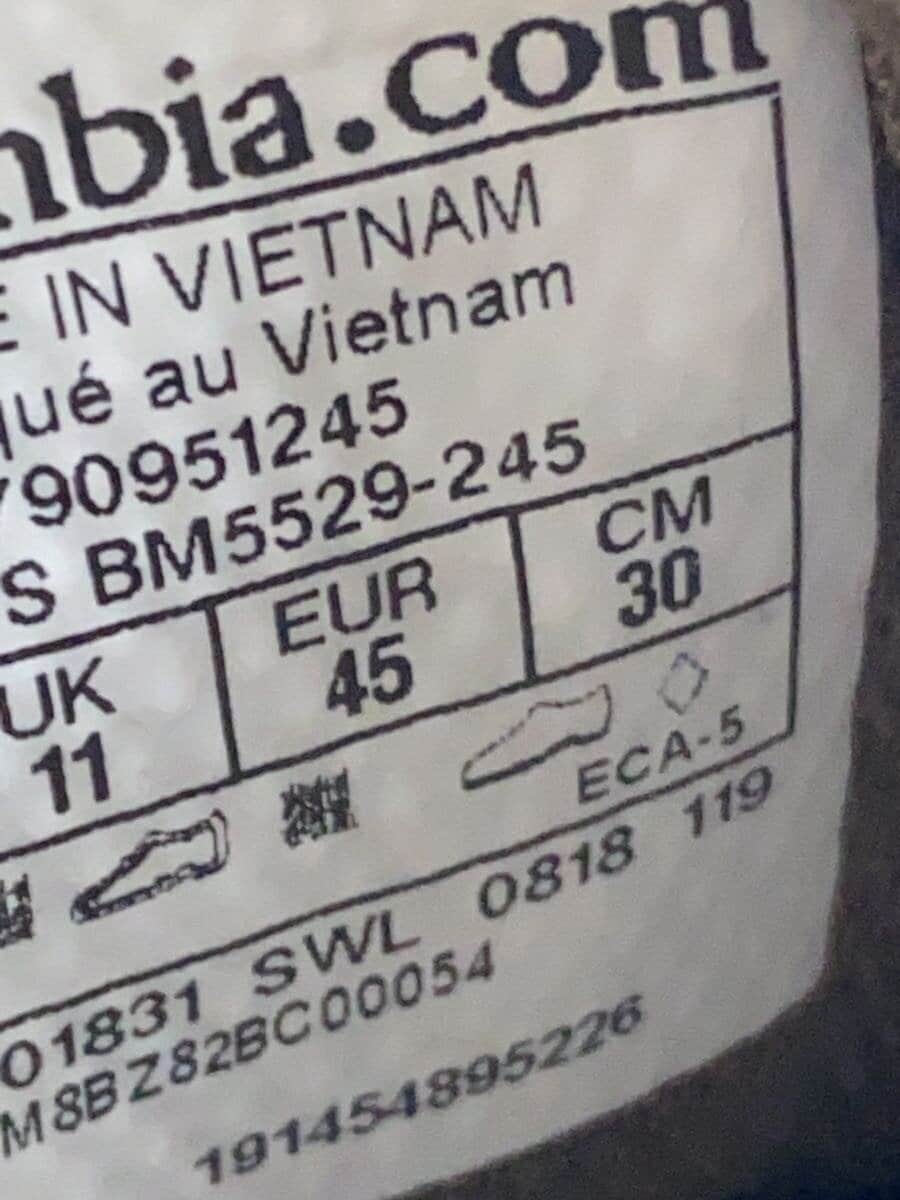 mbia.com
E IN VIETNAM
qué au Vietnam
790951245
S BM5529-245
UK EUR CM
11 45 30
ECA-5
01831 SWL 0818 119
M8BZ82BC00054
191454895226